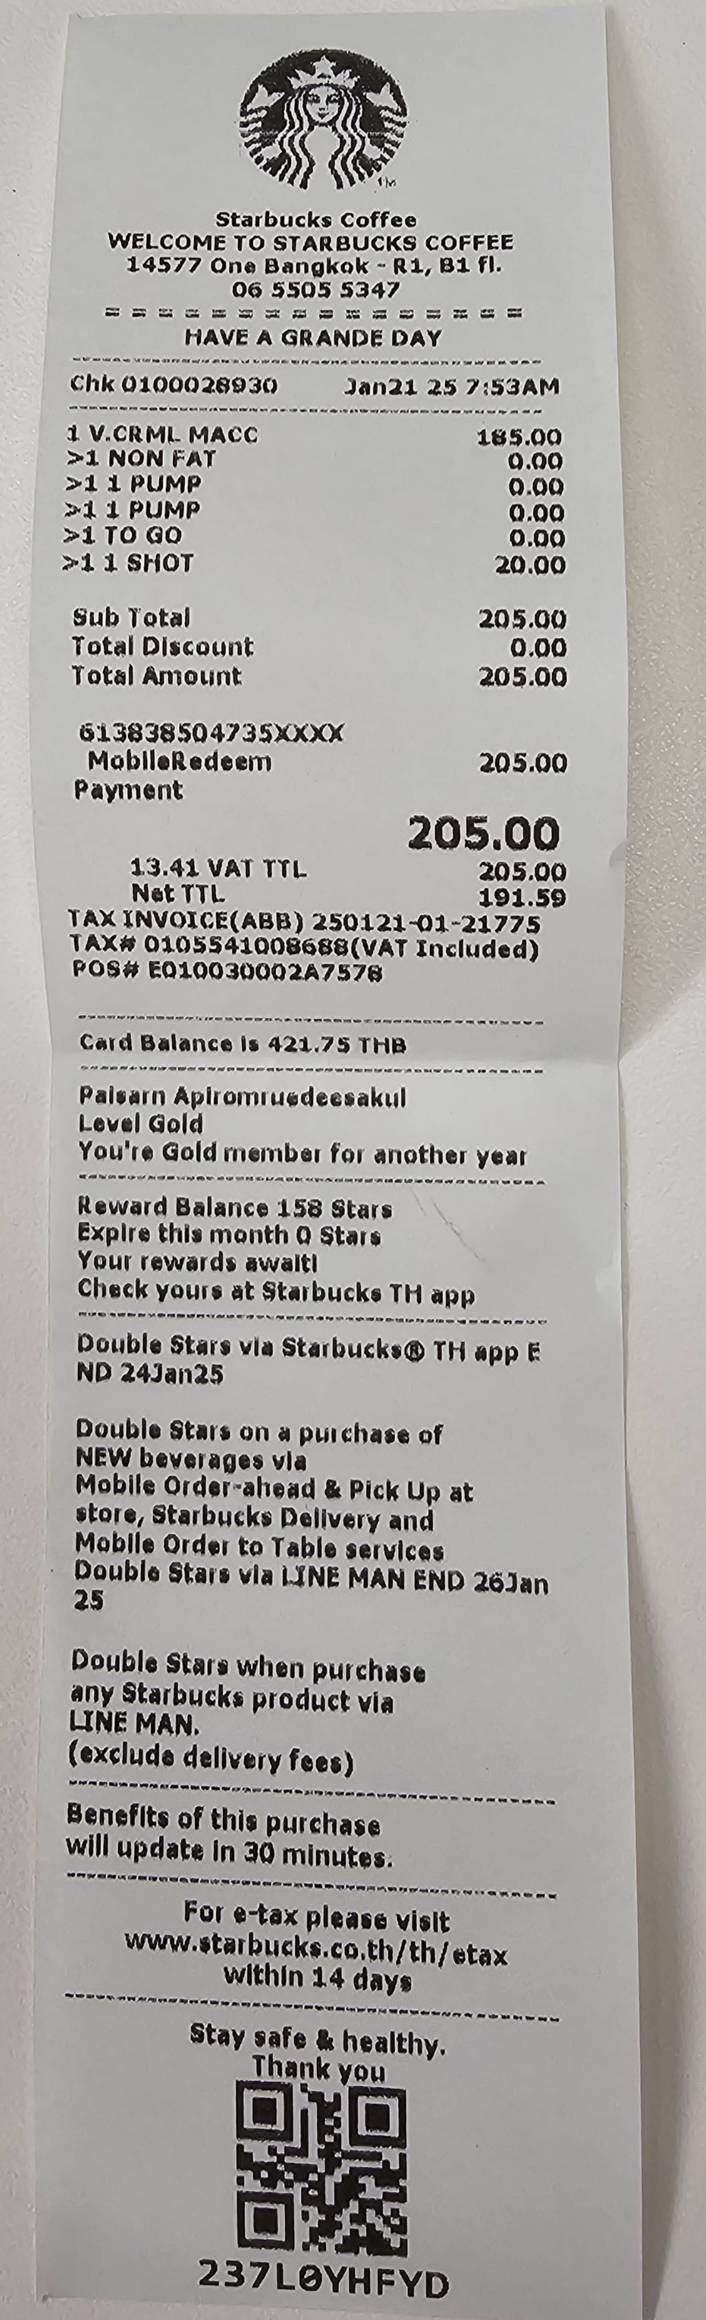 Starbucks Coffee
WELCOME TO STARBUCKS COFFEE
14577 One Bangkok - R1, B1 fl.
06 5505 5347
= = = = = = = = = = = = = = = =
HAVE A GRANDE DAY
Chk 0100028930 Jan21 25 7:53AM
1 V.CRML MACC 185.00
>1 NON FAT 0.00
>1 1 PUMP 0.00
>1 1 PUMP 0.00
>1 TO GO 0.00
>1 1 SHOT 20.00
Sub Total 205.00
Total Discount 0.00
Total Amount 205.00
613838504735XXXX
MobileRedeem 205.00
Payment
205.00
13.41 VAT TTL 205.00
Net TTL 191.59
TAX INVOICE(ABB) 250121-01-21775
TAX# 0105541008688(VAT Included)
POS# E010030002A7578
Card Balance is 421.75 THB
Paisarn Apiromruedeesakul
Level Gold
You're Gold member for another year
Reward Balance 158 Stars
Expire this month 0 Stars
Your rewards await!
Check yours at Starbucks TH app
Double Stars via Starbucks® TH app E
ND 24Jan25
Double Stars on a purchase of
NEW beverages via
Mobile Order-ahead & Pick Up at
store, Starbucks Delivery and
Mobile Order to Table services
Double Stars via LINE MAN END 26Jan
25
Double Stars when purchase
any Starbucks product via
LINE MAN.
(exclude delivery fees)
Benefits of this purchase
will update in 30 minutes.
For e-tax please visit
www.starbucks.co.th/th/etax
within 14 days
Stay safe & healthy.
Thank you
237L0YHFYD